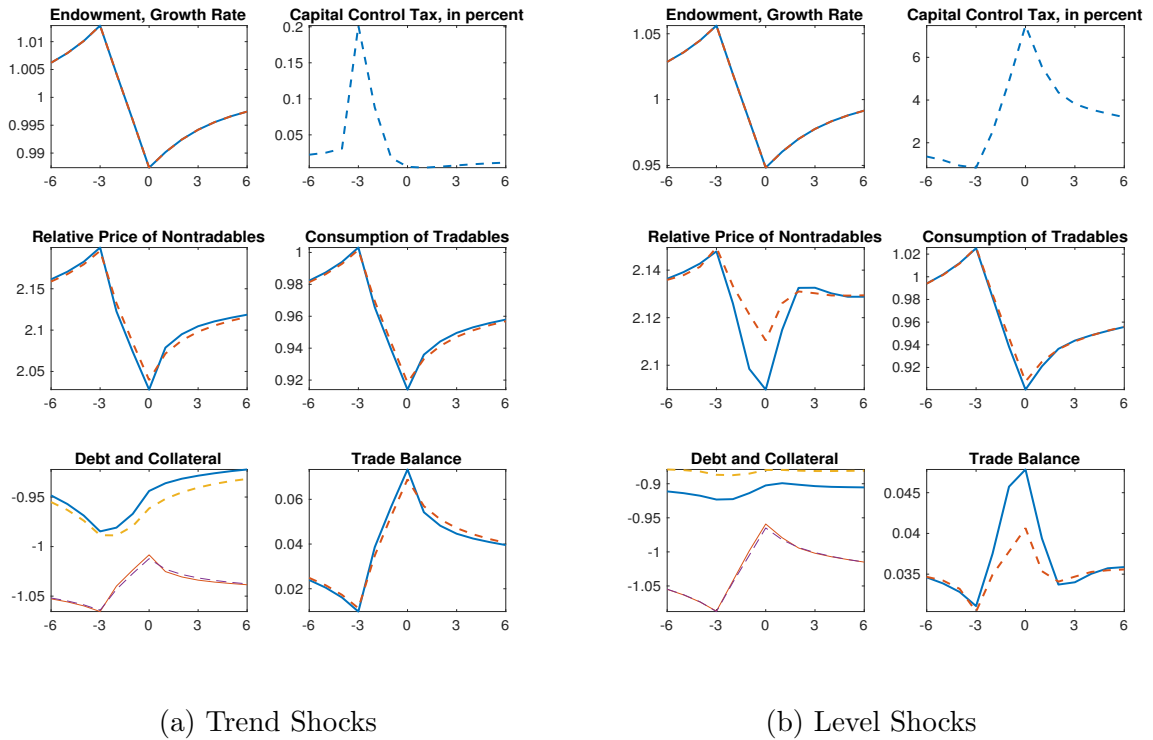 Endowment, Growth Rate
1.01
1.005
1
0.995
0.99
-6 -3 0 3 6
Capital Control Tax, in percent
0.2
0.15
0.1
0.05
-6 -3 0 3 6
Relative Price of Nontradables
2.15
2.1
2.05
-6 -3 0 3 6
Consumption of Tradables
1
0.98
0.96
0.94
0.92
-6 -3 0 3 6
Debt and Collateral
-0.95
-1
-1.05
-6 -3 0 3 6
Trade Balance
0.06
0.04
0.02
-6 -3 0 3 6
(a) Trend Shocks
Endowment, Growth Rate
1.05
1
0.95
-6 -3 0 3 6
Capital Control Tax, in percent
6
4
2
-6 -3 0 3 6
Relative Price of Nontradables
2.14
2.12
2.1
-6 -3 0 3 6
Consumption of Tradables
1.02
1
0.98
0.96
0.94
0.92
-6 -3 0 3 6
Debt and Collateral
-0.9
-0.95
-1
-1.05
-6 -3 0 3 6
Trade Balance
0.045
0.04
0.035
-6 -3 0 3 6
(b) Level Shocks